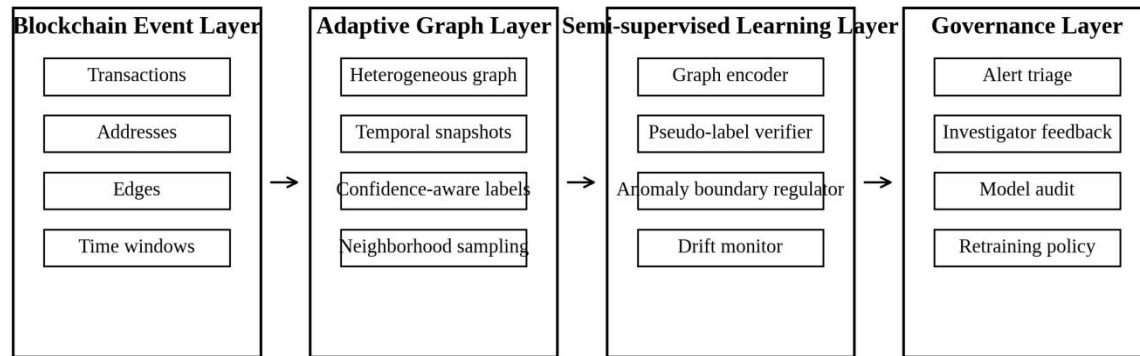 Blockchain Event Layer
Transactions
Addresses
Edges
Time windows
Adaptive Graph Layer
Heterogeneous graph
Temporal snapshots
Confidence-aware labels
Neighborhood sampling
Semi-supervised Learning Layer
Graph encoder
Pseudo-label verifier
Anomaly boundary regulator
Drift monitor
Governance Layer
Alert triage
Investigator feedback
Model audit
Retraining policy